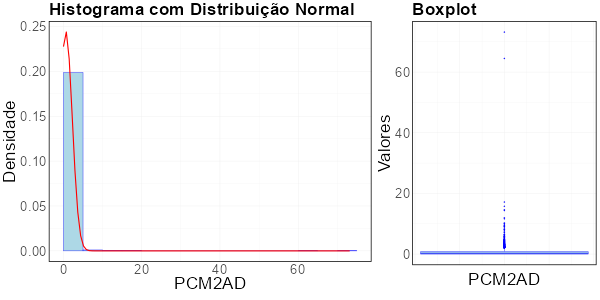 Histograma com Distribuição Normal
Densidade
0.25
0.20
0.15
0.10
0.05
0.00
0 20 40 60
PCM2AD
Boxplot
Valores
60
40
20
0
PCM2AD